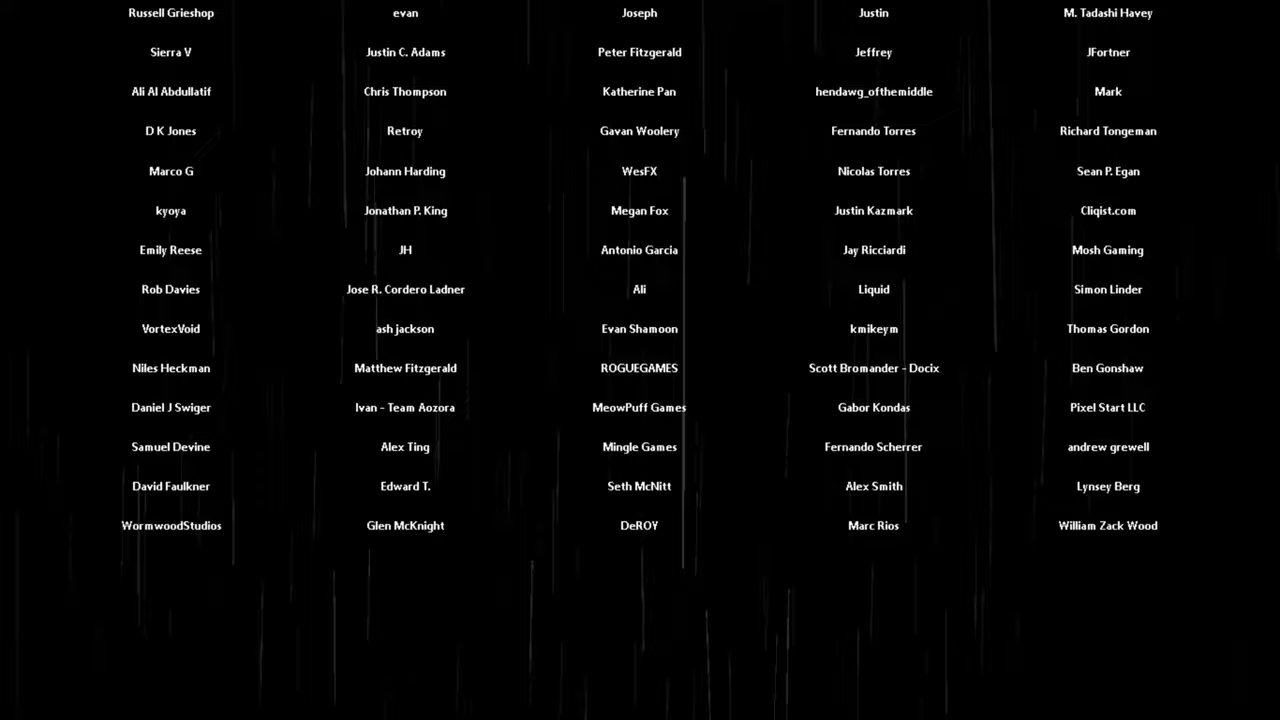 Russell Grieshop evan Joseph Justin M. Tadashi Havey
Sierra V Justin C. Adams Peter Fitzgerald Jeffrey JFortner
Ali Al Abdullatif Chris Thompson Katherine Pan hendawg_ofthemiddle Mark
D K Jones Retroy Gavan Woolery Fernando Torres Richard Tongeman
Marco G Johann Harding WesFX Nicolas Torres Sean P. Egan
kyoya Jonathan P. King Megan Fox Justin Kazmark Cliqist.com
Emily Reese JH Antonio Garcia Jay Ricciardi Mosh Gaming
Rob Davies Jose R. Cordero Ladner Ali Liquid Simon Linder
VortexVoid ash jackson Evan Shamoon kmikeym Thomas Gordon
Niles Heckman Matthew Fitzgerald ROGUEGAMES Scott Bromander - Docix Ben Gonshaw
Daniel J Swiger Ivan - Team Aozora MeowPuff Games Gabor Kondas Pixel Start LLC
Samuel Devine Alex Ting Mingle Games Fernando Scherrer andrew grewell
David Faulkner Edward T. Seth McNitt Alex Smith Lynsey Berg
WormwoodStudios Glen McKnight DeROY Marc Rios William Zack Wood